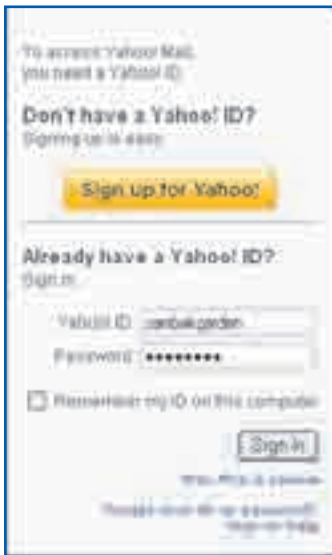 To access Yahoo! Mail,
you need a Yahoo! ID.
Don't have a Yahoo! ID?
Signing up is easy.
Sign up for Yahoo!
Already have a Yahoo! ID?
Sign in.
Yahoo! ID:
Password: ••••••••
Remember my ID on this computer
Sign In